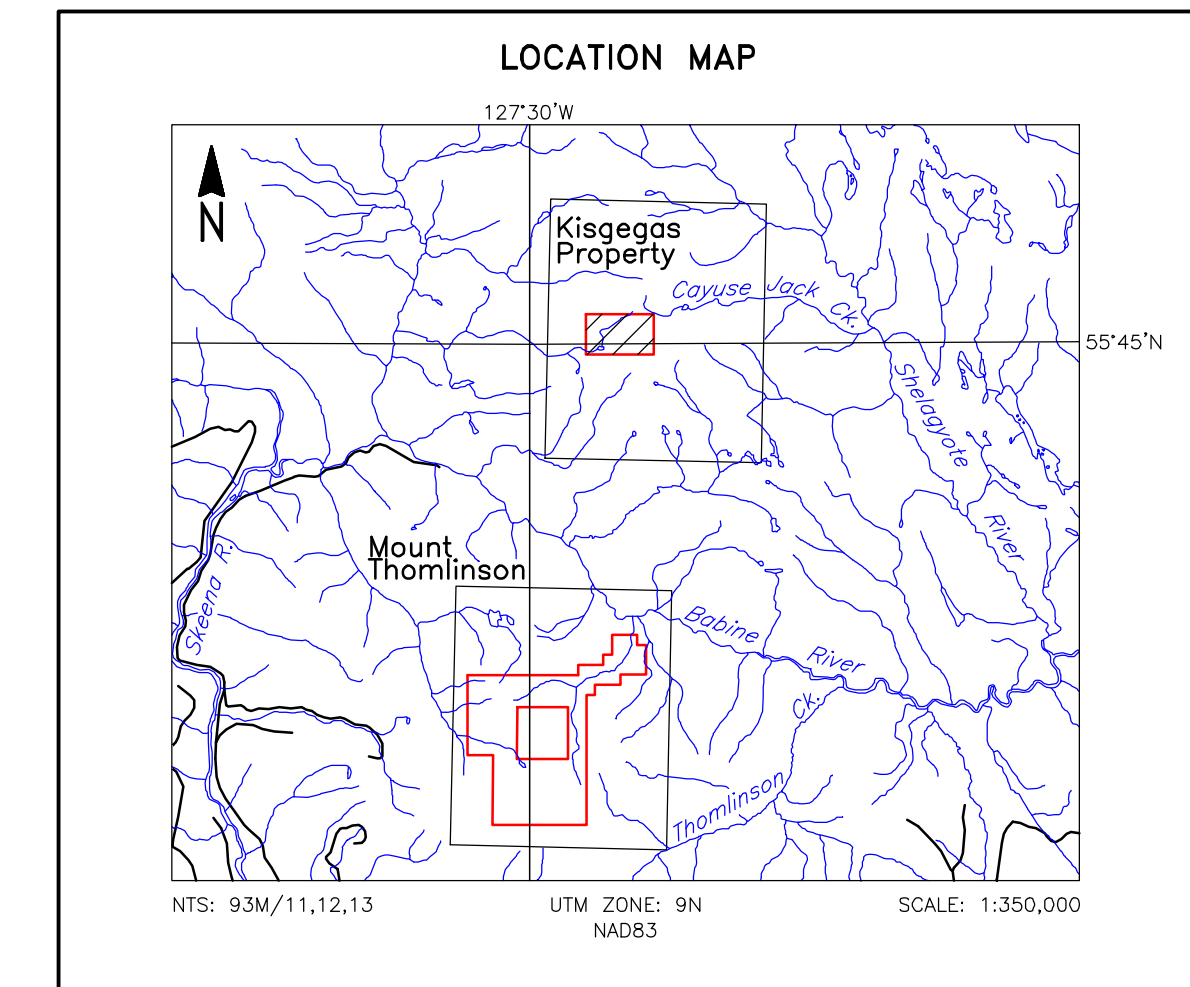 LOCATION MAP
127°30'W
N
Kisgegas
Property
Cayuse Jack Ck.
55°45'N
Shelagyote River
Mount
Thomlinson
Skeena R.
Babine River
Thomlinson Ck.
NTS: 93M/11,12,13
UTM ZONE: 9N
NAD83
SCALE: 1:350,000